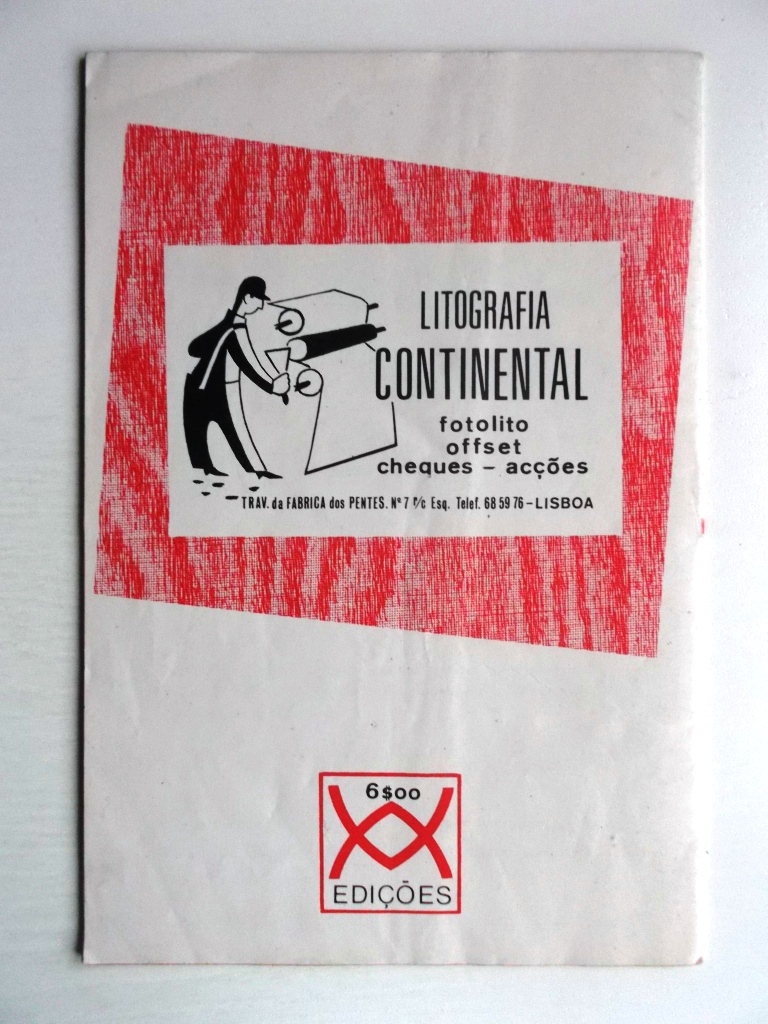 LITOGRAFIA
CONTINENTAL
fotolito
offset
cheques - acções
TRAV. da FABRICA dos PENTES. Nº 7 r/c Esq. Telef. 68 59 76 - LISBOA
6$00
EDIÇÕES